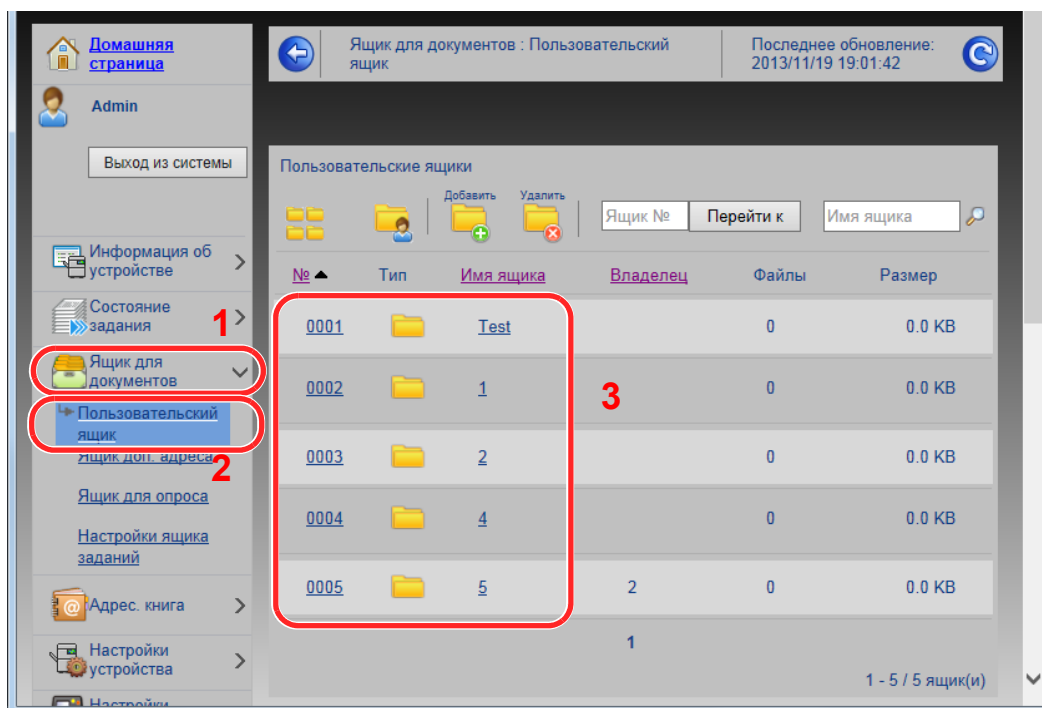 Домашняя
страница
Admin
Выход из системы
Информация об
устройстве
Состояние
задания
1
Ящик для
документов
Пользовательский
ящик
2
Ящик доп. адреса
Ящик для опроса
Настройки ящика
заданий
Адрес. книга
Настройки
устройства
Настройки
Ящик для документов : Пользовательский
ящик
Последнее обновление:
2013/11/19 19:01:42
Пользовательские ящики
Добавить Удалить
Ящик № Перейти к Имя ящика
№ Тип Имя ящика Владелец Файлы Размер
0001 Test 0 0.0 KB
0002 1 0 0.0 KB
3
0003 2 0 0.0 KB
0004 4 0 0.0 KB
0005 5 2 0 0.0 KB
1
1 - 5 / 5 ящик(и)